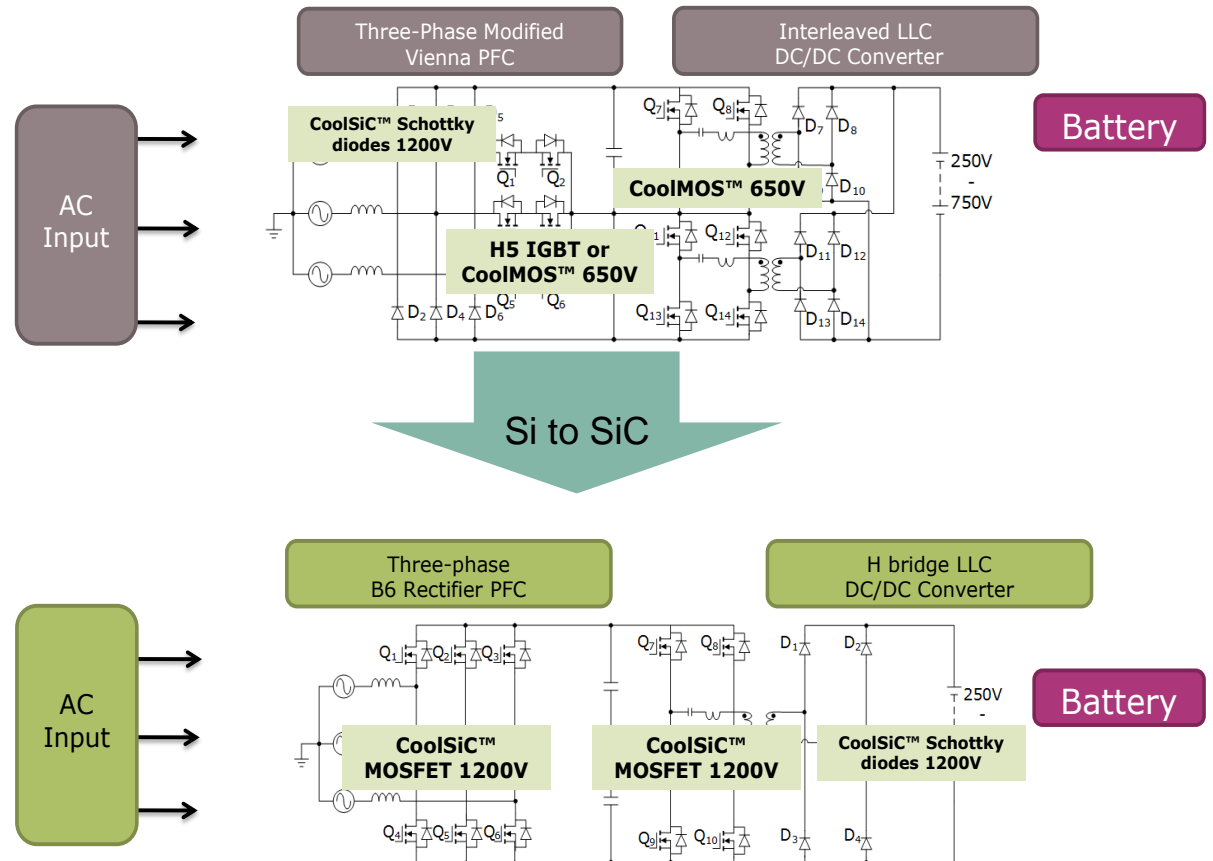 Three-Phase Modified
Vienna PFC
Interleaved LLC
DC/DC Converter
AC
Input
Battery
CoolSiC™ Schottky
diodes 1200V
5
Q1
Q2
Q7
Q8
D7
D8
CoolMOS™ 650V
D10
250V
-
750V
H5 IGBT or
CoolMOS™ 650V
1
Q12
D11
D12
Q5
Q6
D2
D4
D6
Q13
Q14
D13
D14
Si to SiC
Three-phase
B6 Rectifier PFC
H bridge LLC
DC/DC Converter
AC
Input
Battery
Q1
Q2
Q3
Q7
Q8
D1
D2
250V
-
CoolSiC™
MOSFET 1200V
CoolSiC™
MOSFET 1200V
CoolSiC™ Schottky
diodes 1200V
Q4
Q5
Q6
Q9
Q10
D3
D4